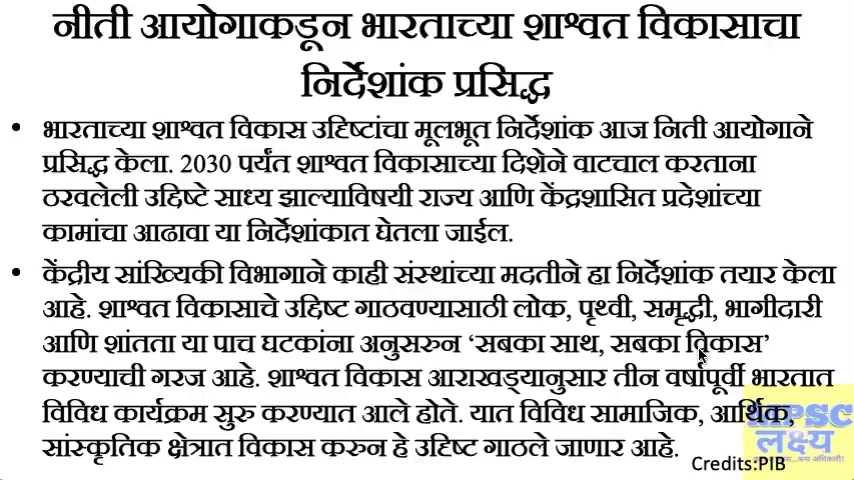 नीती आयोगाकडून भारताच्या शाश्वत विकासाचा
निर्देशांक प्रसिद्ध
• भारताच्या शाश्वत विकास उद्दिष्टांचा मूलभूत निर्देशांक आज निती आयोगाने
प्रसिद्ध केला. 2030 पर्यंत शाश्वत विकासाच्या दिशेने वाटचाल करताना
ठरवलेली उद्दिष्टे साध्य झाल्याविषयी राज्य आणि केंद्रशासित प्रदेशांच्या
कामांचा आढावा या निर्देशांकात घेतला जाईल.
• केंद्रीय सांख्यिकी विभागाने काही संस्थांच्या मदतीने हा निर्देशांक तयार केला
आहे. शाश्वत विकासाचे उद्दिष्ट गाठवण्यासाठी लोक, पृथ्वी, समृद्धी, भागीदारी
आणि शांतता या पाच घटकांना अनुसरुन ‘सबका साथ, सबका विकास’
करण्याची गरज आहे. शाश्वत विकास आराखड्यानुसार तीन वर्षांपूर्वी भारतात
विविध कार्यक्रम सुरु करण्यात आले होते. यात विविध सामाजिक, आर्थिक,
सांस्कृतिक क्षेत्रात विकास करुन हे उद्दिष्ट गाठले जाणार आहे.
MPSC
लक्ष्य
बना अधिकारी!
Credits:PIB